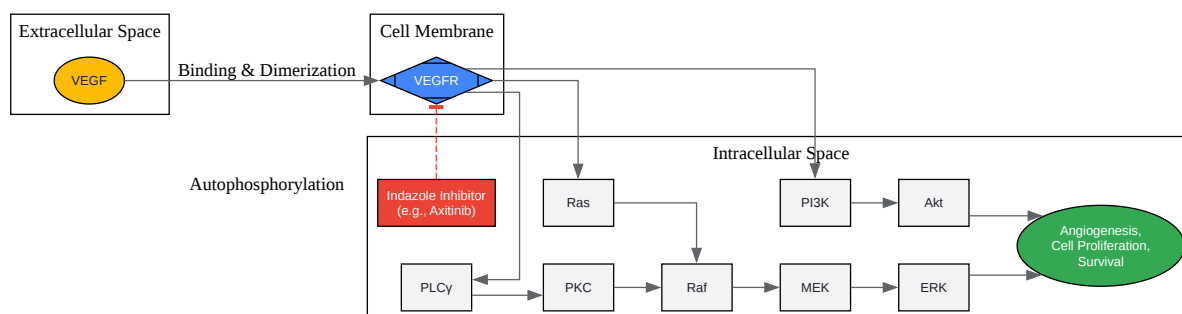 Extracellular Space
Cell Membrane
VEGF
Binding & Dimerization
VEGFR
Intracellular Space
Autophosphorylation
Indazole Inhibitor
(e.g., Axitinib)
Ras
PI3K
Akt
Angiogenesis,
Cell Proliferation,
Survival
PLCγ
PKC
Raf
MEK
ERK